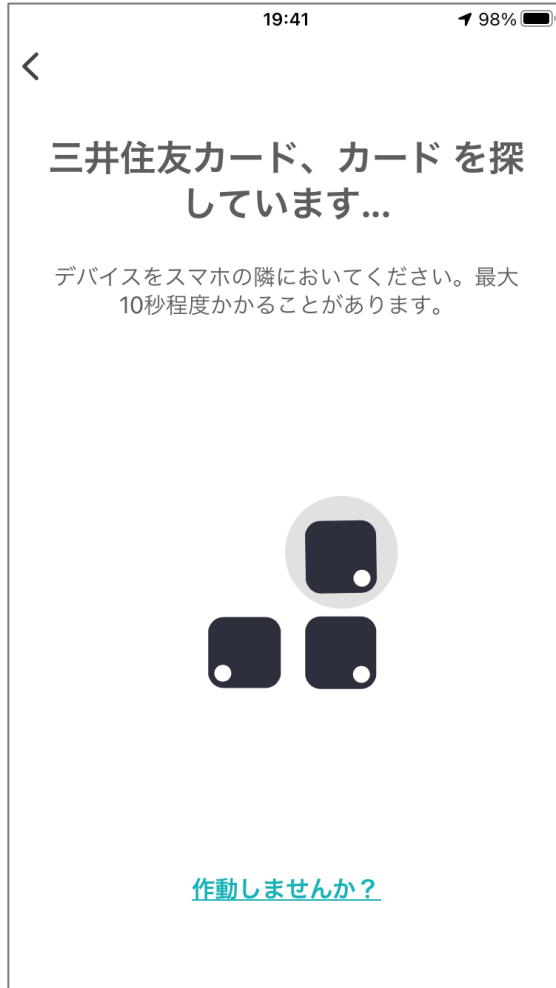 19:41
98%
三井住友カード、カード を探
しています...
デバイスをスマホの隣においてください。最大
10秒程度かかることがあります。
作動しませんか？